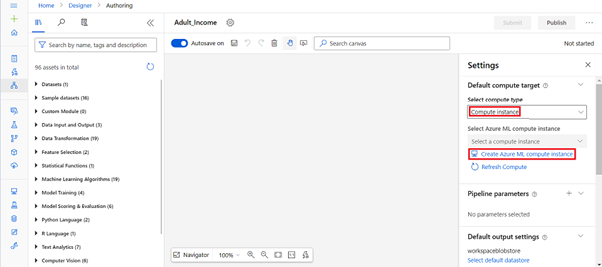 Home > Designer > Authoring
Adult_Income
Submit
Publish
Autosave on
Search canvas
Not started
Search by name, tags and description
96 assets in total
Datasets (1)
Sample datasets (16)
Custom Module (0)
Data Input and Output (3)
Data Transformation (19)
Feature Selection (2)
Statistical Functions (1)
Machine Learning Algorithms (19)
Model Training (4)
Model Scoring & Evaluation (6)
Python Language (2)
R Language (1)
Text Analytics (7)
Computer Vision (6)
Navigator
100%
Settings
Default compute target
Select compute type
Compute instance
Select Azure ML compute instance
Select a compute instance
Create Azure ML compute instance
Refresh Compute
Pipeline parameters
No parameters selected
Default output settings
workspaceblobstore
Select default datastore